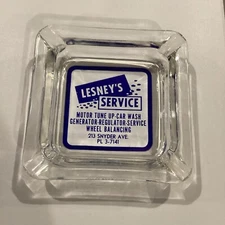 LESNEY'S
SERVICE
MOTOR TUNE UP-CAR WASH
GENERATOR-REGULATOR-SERVICE
WHEEL BALANCING
213 SNYDER AVE.
PL 3-7141